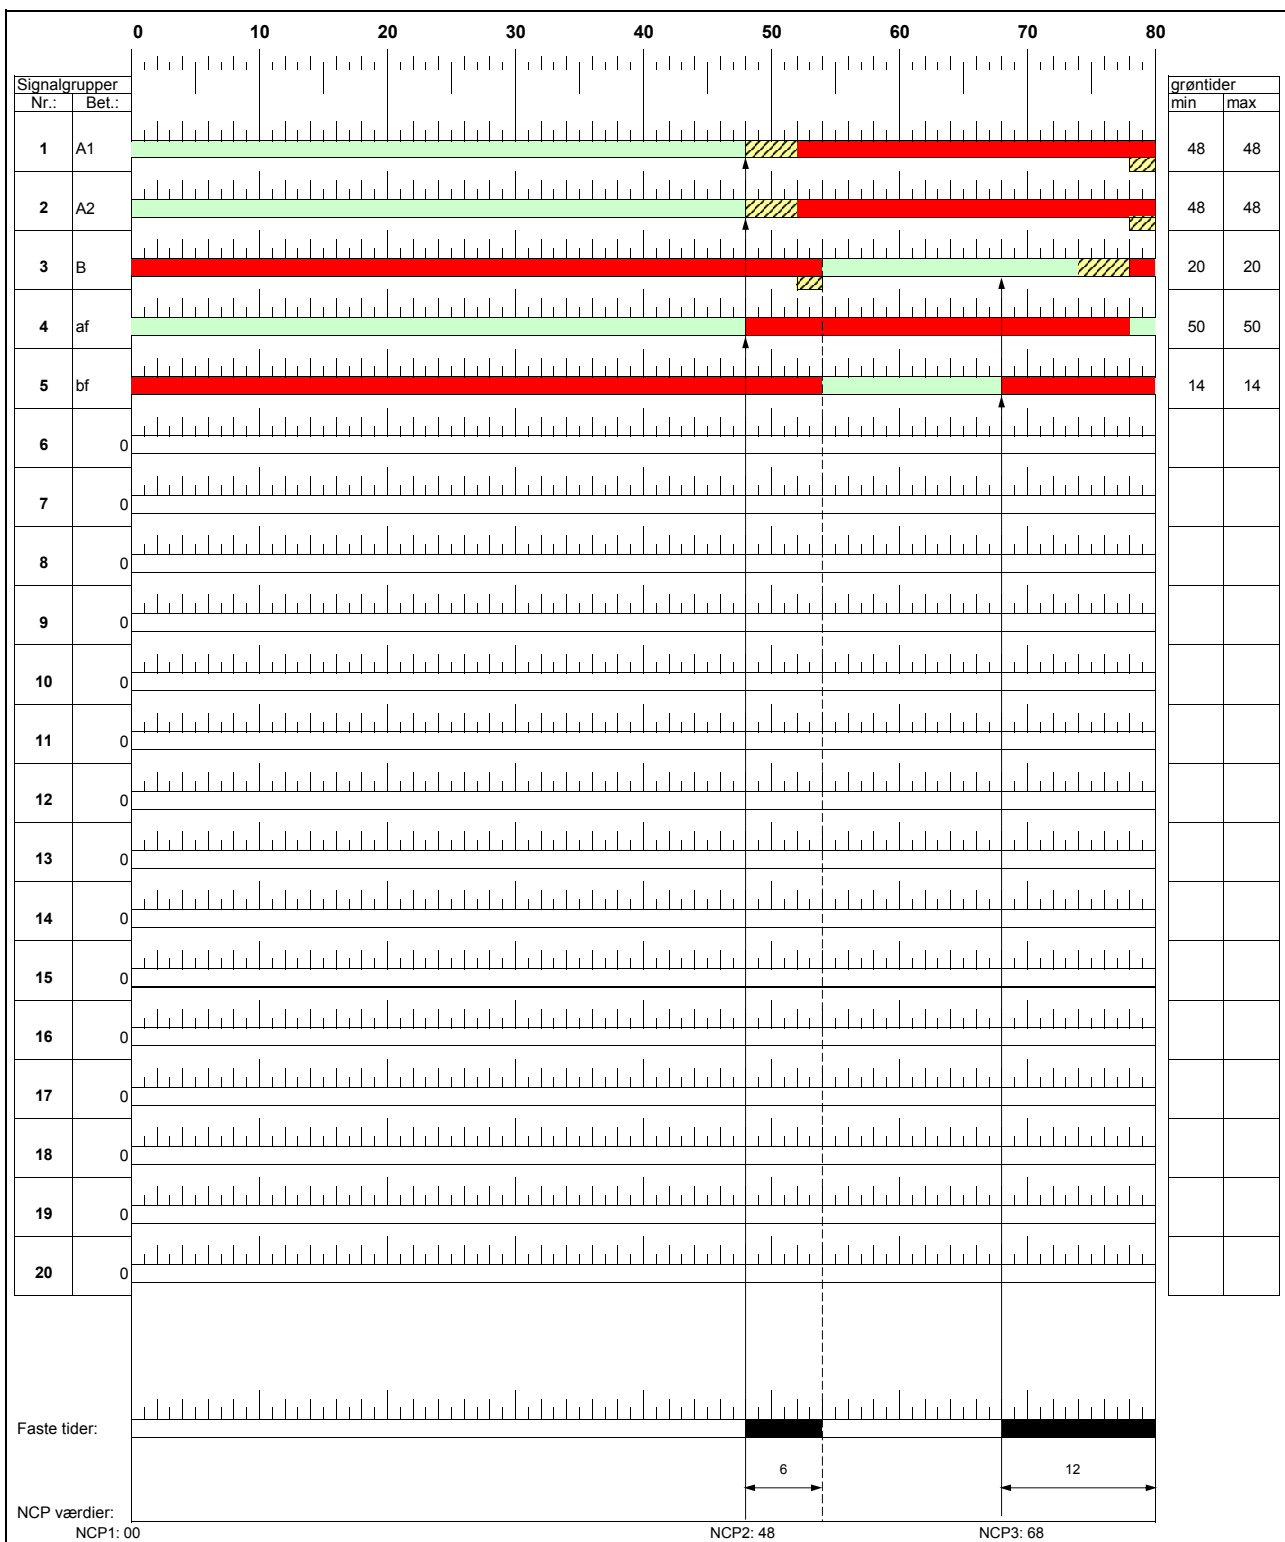 0 10 20 30 40 50 60 70 80
Signalgrupper grøntider
Nr.: Bet.: min max
1 A1 48 48
2 A2 48 48
3 B 20 20
4 af 50 50
5 bf 14 14
6 0
7 0
8 0
9 0
10 0
11 0
12 0
13 0
14 0
15 0
16 0
17 0
18 0
19 0
20 0
Faste tider:
6 12
NCP værdier:
NCP1: 00 NCP2: 48 NCP3: 68